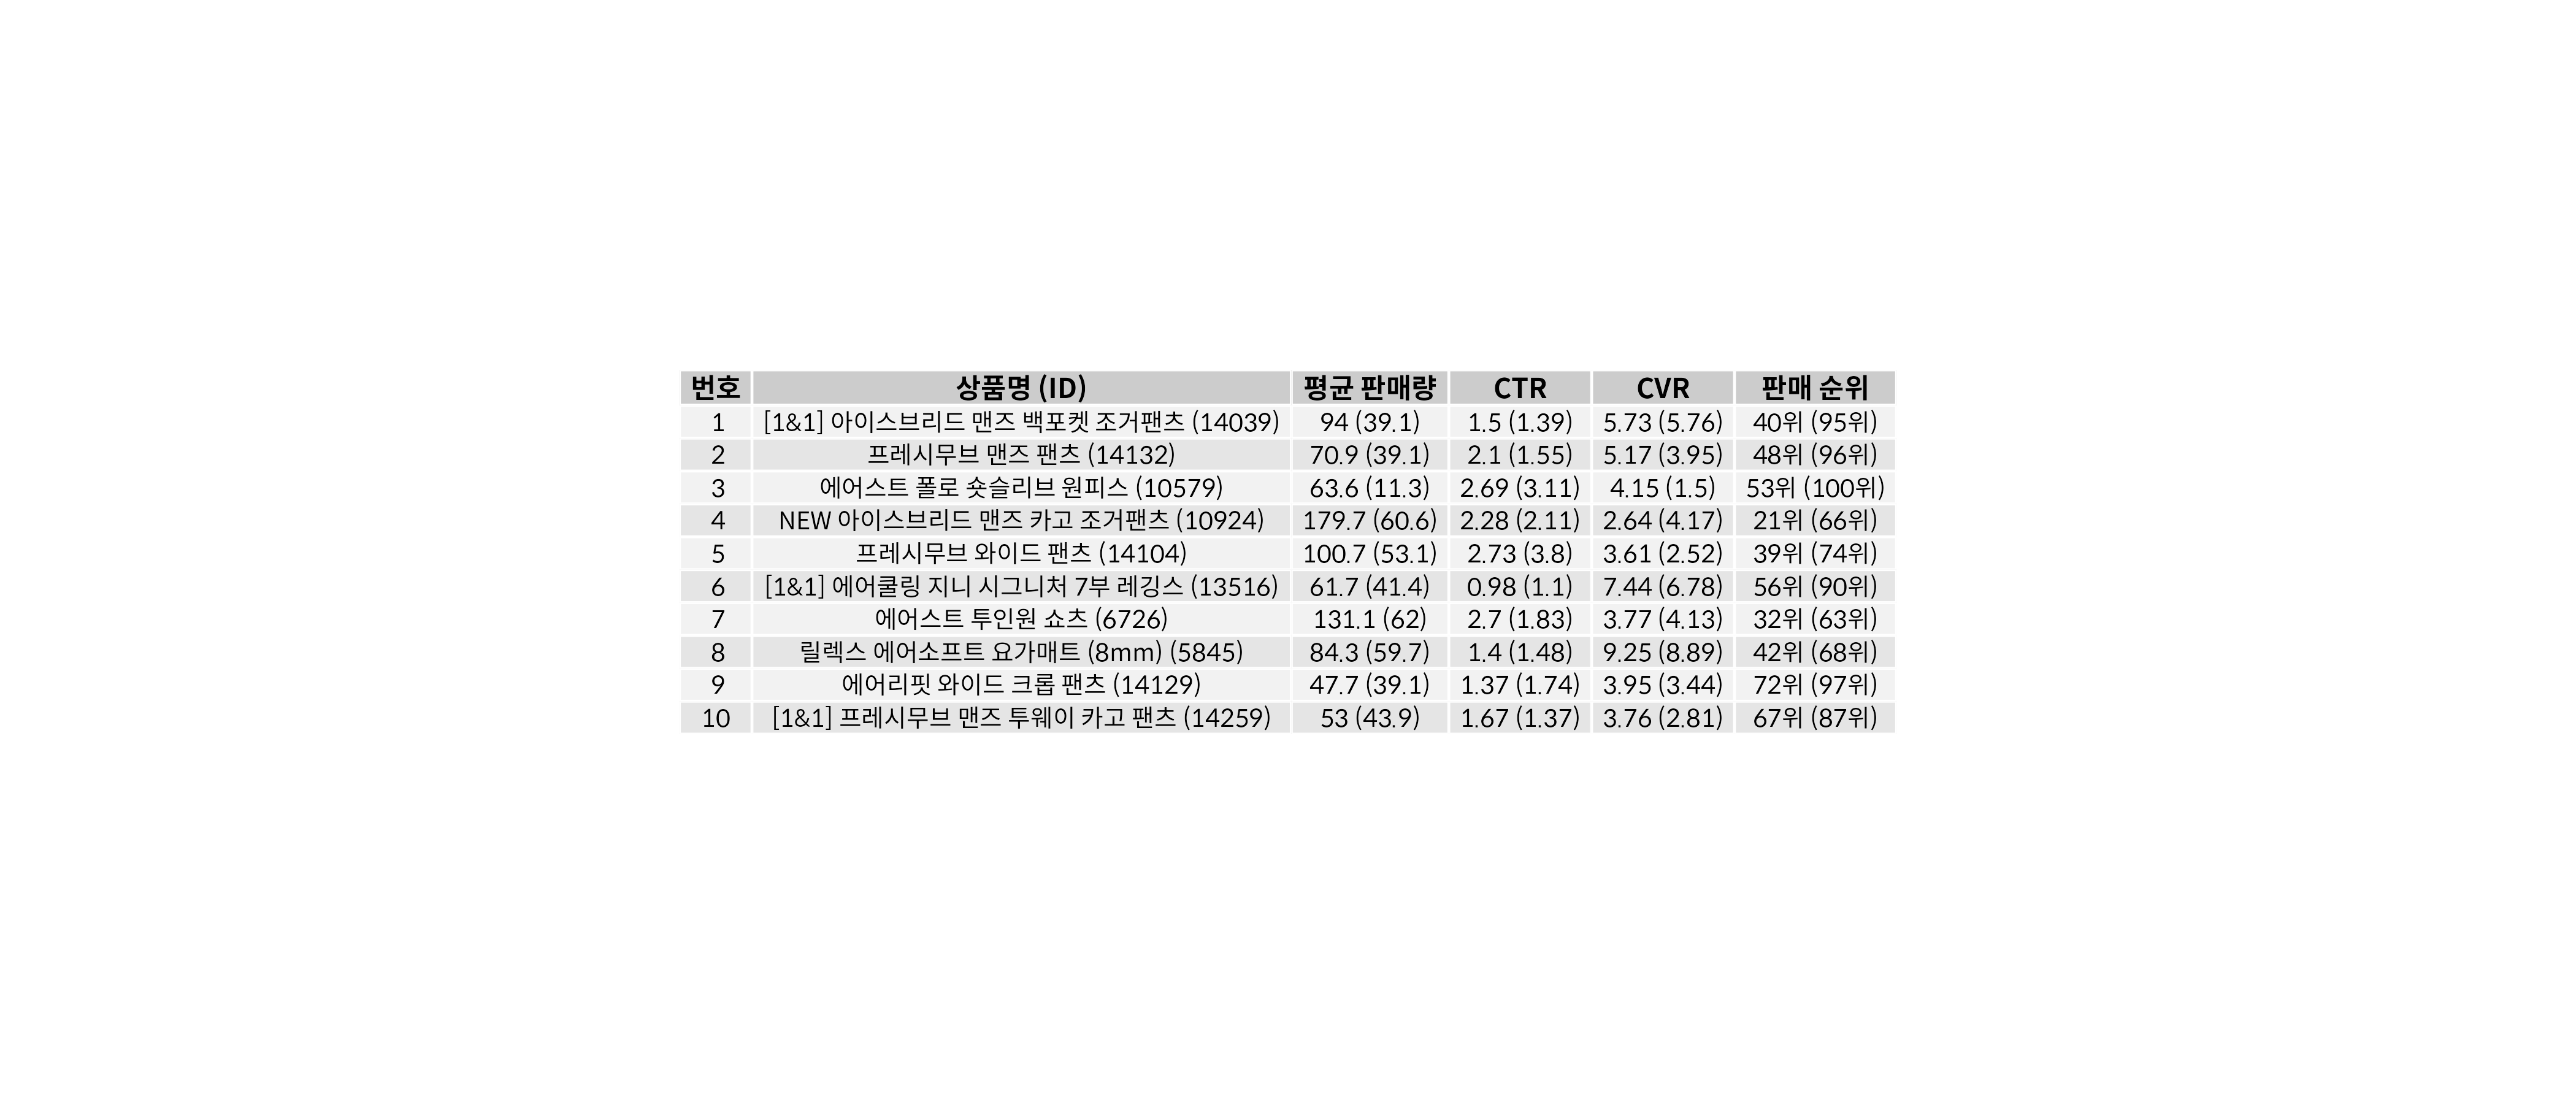 번호 상품명 (ID) 평균 판매량 CTR CVR 판매 순위
1 [1&1] 아이스브리드 맨즈 백포켓 조거팬츠 (14039) 94 (39.1) 1.5 (1.39) 5.73 (5.76) 40위 (95위)
2 프레시무브 맨즈 팬츠 (14132) 70.9 (39.1) 2.1 (1.55) 5.17 (3.95) 48위 (96위)
3 에어스트 폴로 숏슬리브 원피스 (10579) 63.6 (11.3) 2.69 (3.11) 4.15 (1.5) 53위 (100위)
4 NEW 아이스브리드 맨즈 카고 조거팬츠 (10924) 179.7 (60.6) 2.28 (2.11) 2.64 (4.17) 21위 (66위)
5 프레시무브 와이드 팬츠 (14104) 100.7 (53.1) 2.73 (3.8) 3.61 (2.52) 39위 (74위)
6 [1&1] 에어쿨링 지니 시그니처 7부 레깅스 (13516) 61.7 (41.4) 0.98 (1.1) 7.44 (6.78) 56위 (90위)
7 에어스트 투인원 쇼츠 (6726) 131.1 (62) 2.7 (1.83) 3.77 (4.13) 32위 (63위)
8 릴렉스 에어소프트 요가매트 (8mm) (5845) 84.3 (59.7) 1.4 (1.48) 9.25 (8.89) 42위 (68위)
9 에어리핏 와이드 크롭 팬츠 (14129) 47.7 (39.1) 1.37 (1.74) 3.95 (3.44) 72위 (97위)
10 [1&1] 프레시무브 맨즈 투웨이 카고 팬츠 (14259) 53 (43.9) 1.67 (1.37) 3.76 (2.81) 67위 (87위)